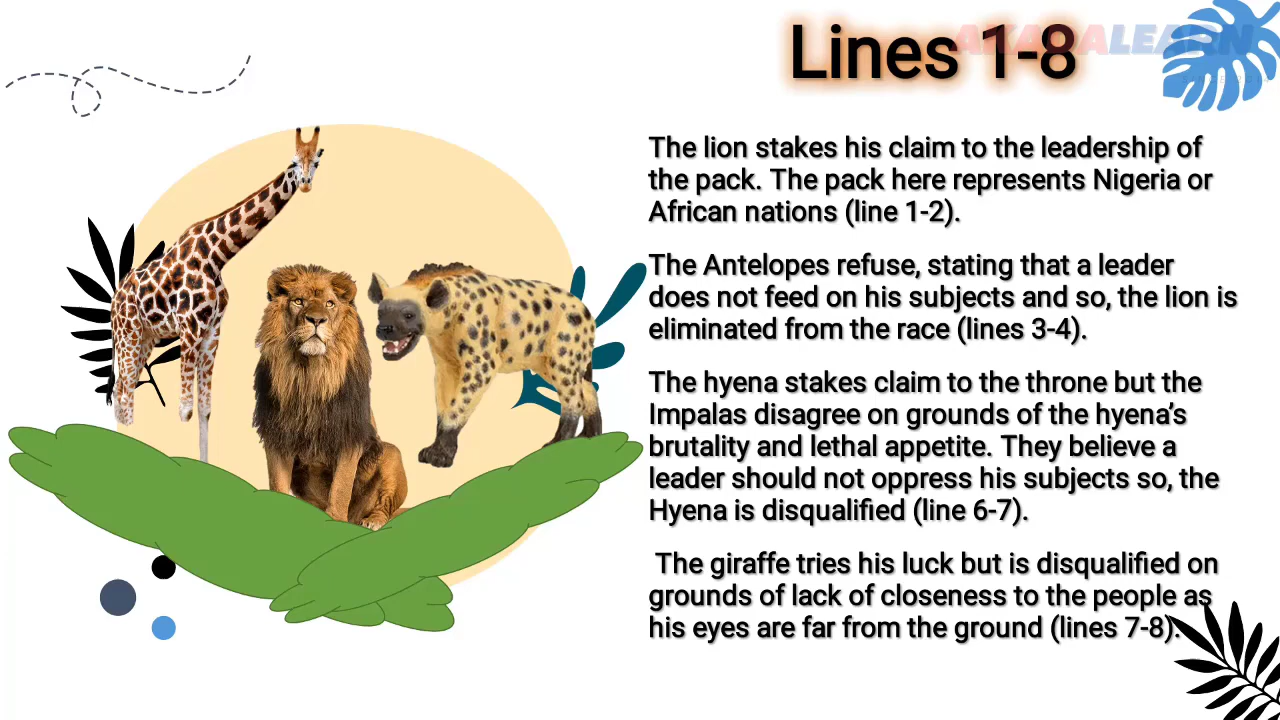 Lines 1-8
AKADALEARN
The lion stakes his claim to the leadership of
the pack. The pack here represents Nigeria or
African nations (line 1-2).
The Antelopes refuse, stating that a leader
does not feed on his subjects and so, the lion is
eliminated from the race (lines 3-4).
The hyena stakes claim to the throne but the
Impalas disagree on grounds of the hyena’s
brutality and lethal appetite. They believe a
leader should not oppress his subjects so, the
Hyena is disqualified (line 6-7).
The giraffe tries his luck but is disqualified on
grounds of lack of closeness to the people as
his eyes are far from the ground (lines 7-8).